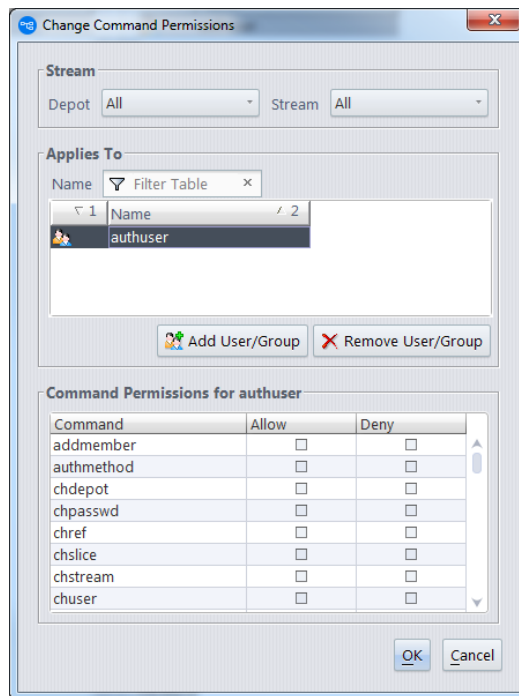 Change Command Permissions
Stream
Depot All Stream All
Applies To
Name Filter Table ×
1 Name 2
authuser
Add User/Group Remove User/Group
Command Permissions for authuser
Command Allow Deny
addmember
authmethod
chdepot
chpasswd
chref
chslice
chstream
chuser
OK Cancel